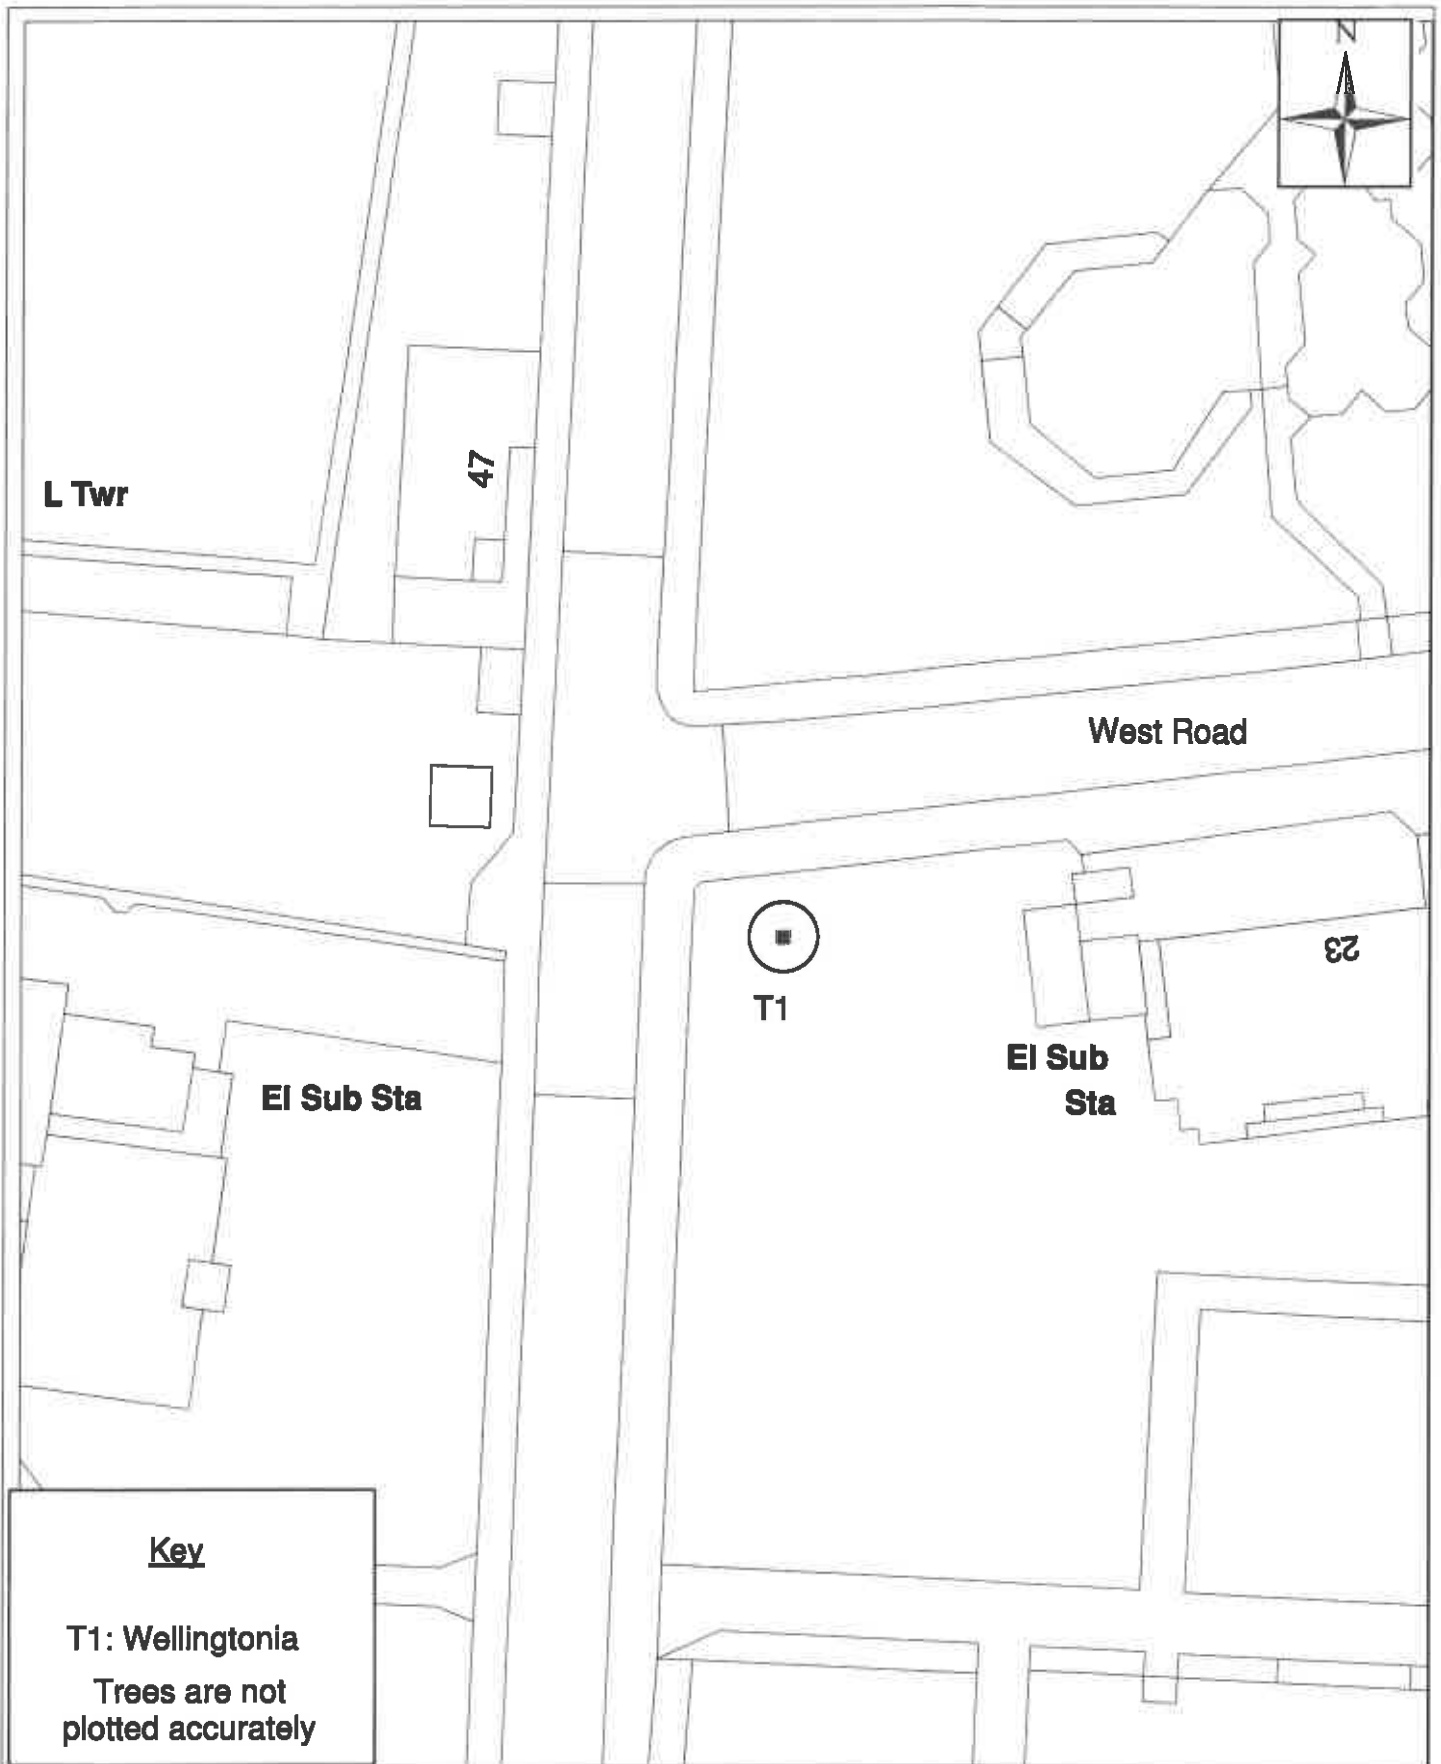 N
47
L Twr
West Road
23
T1
El Sub
Sta
El Sub Sta
Key
T1: Wellingtonia
Trees are not
plotted accurately